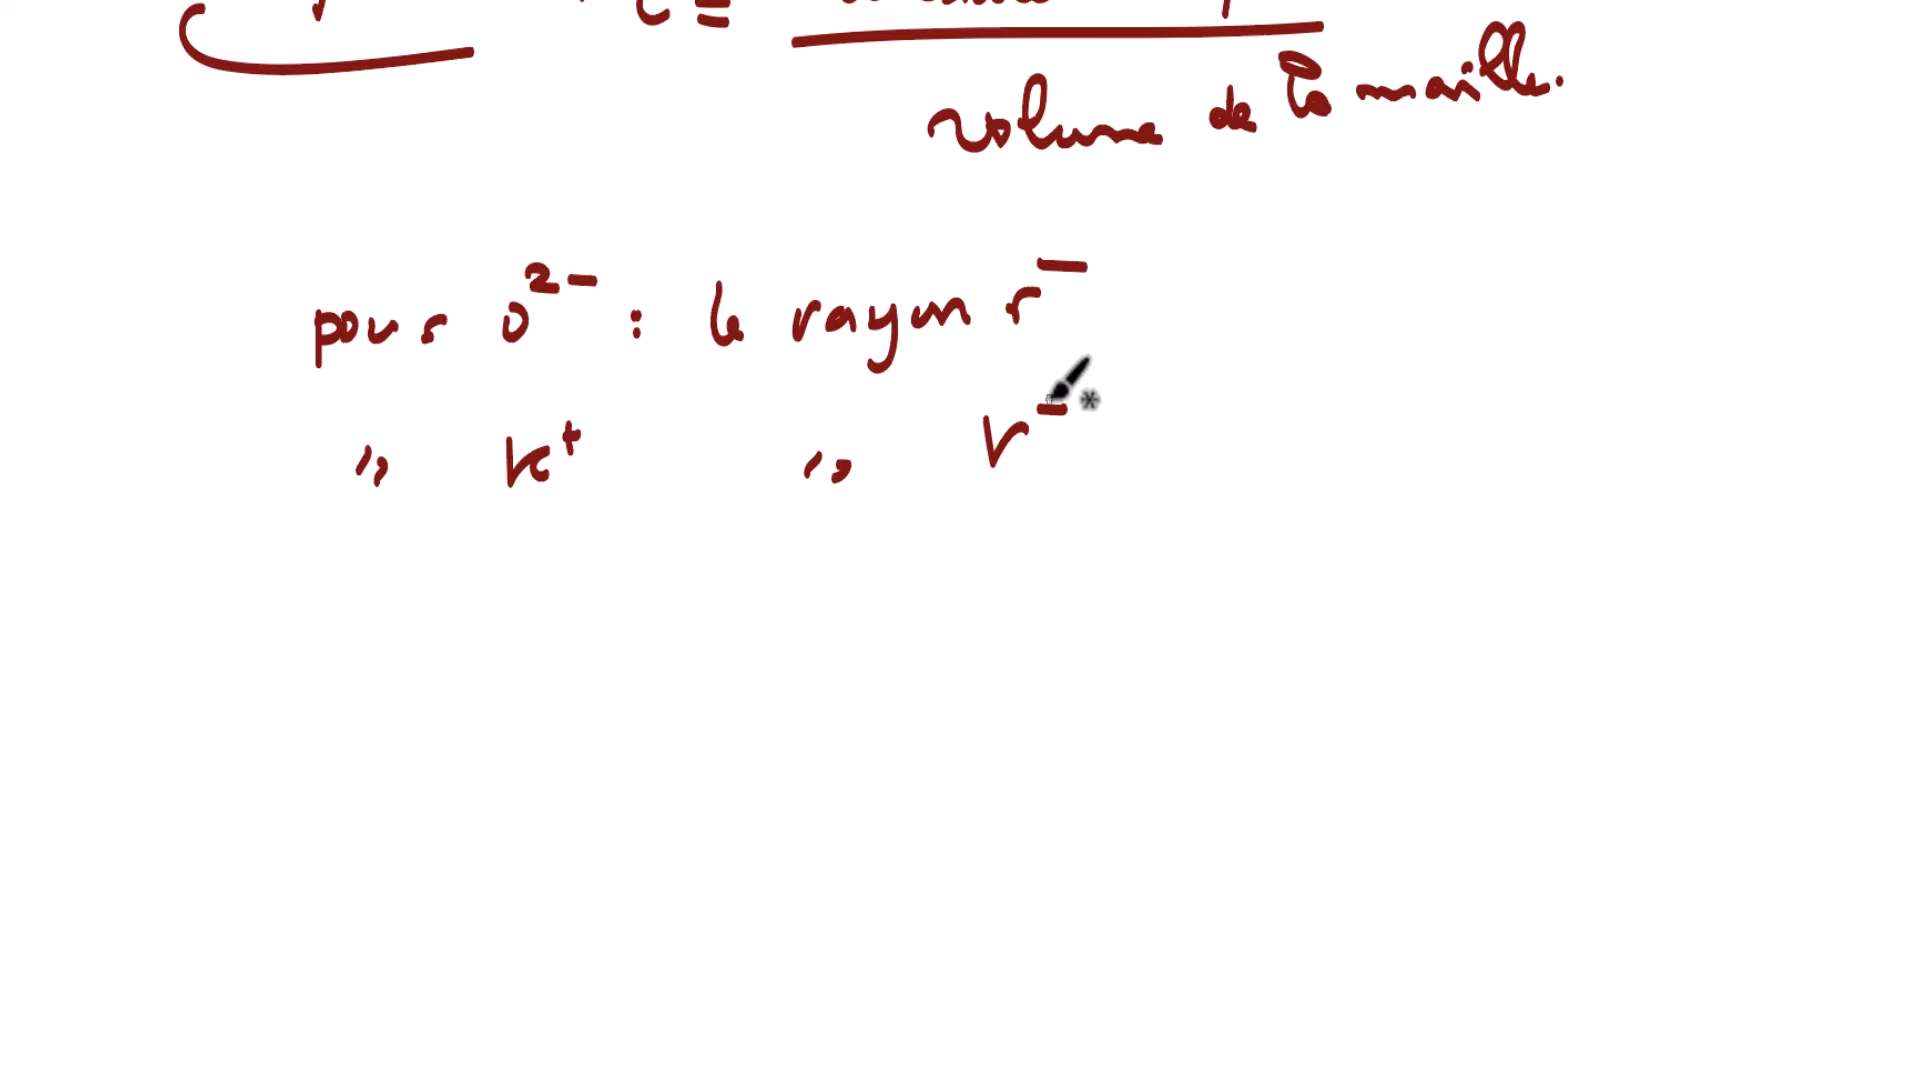 C =
volume de la maille.
pour O²⁻ : le rayon r⁻
" K⁺ " r⁻